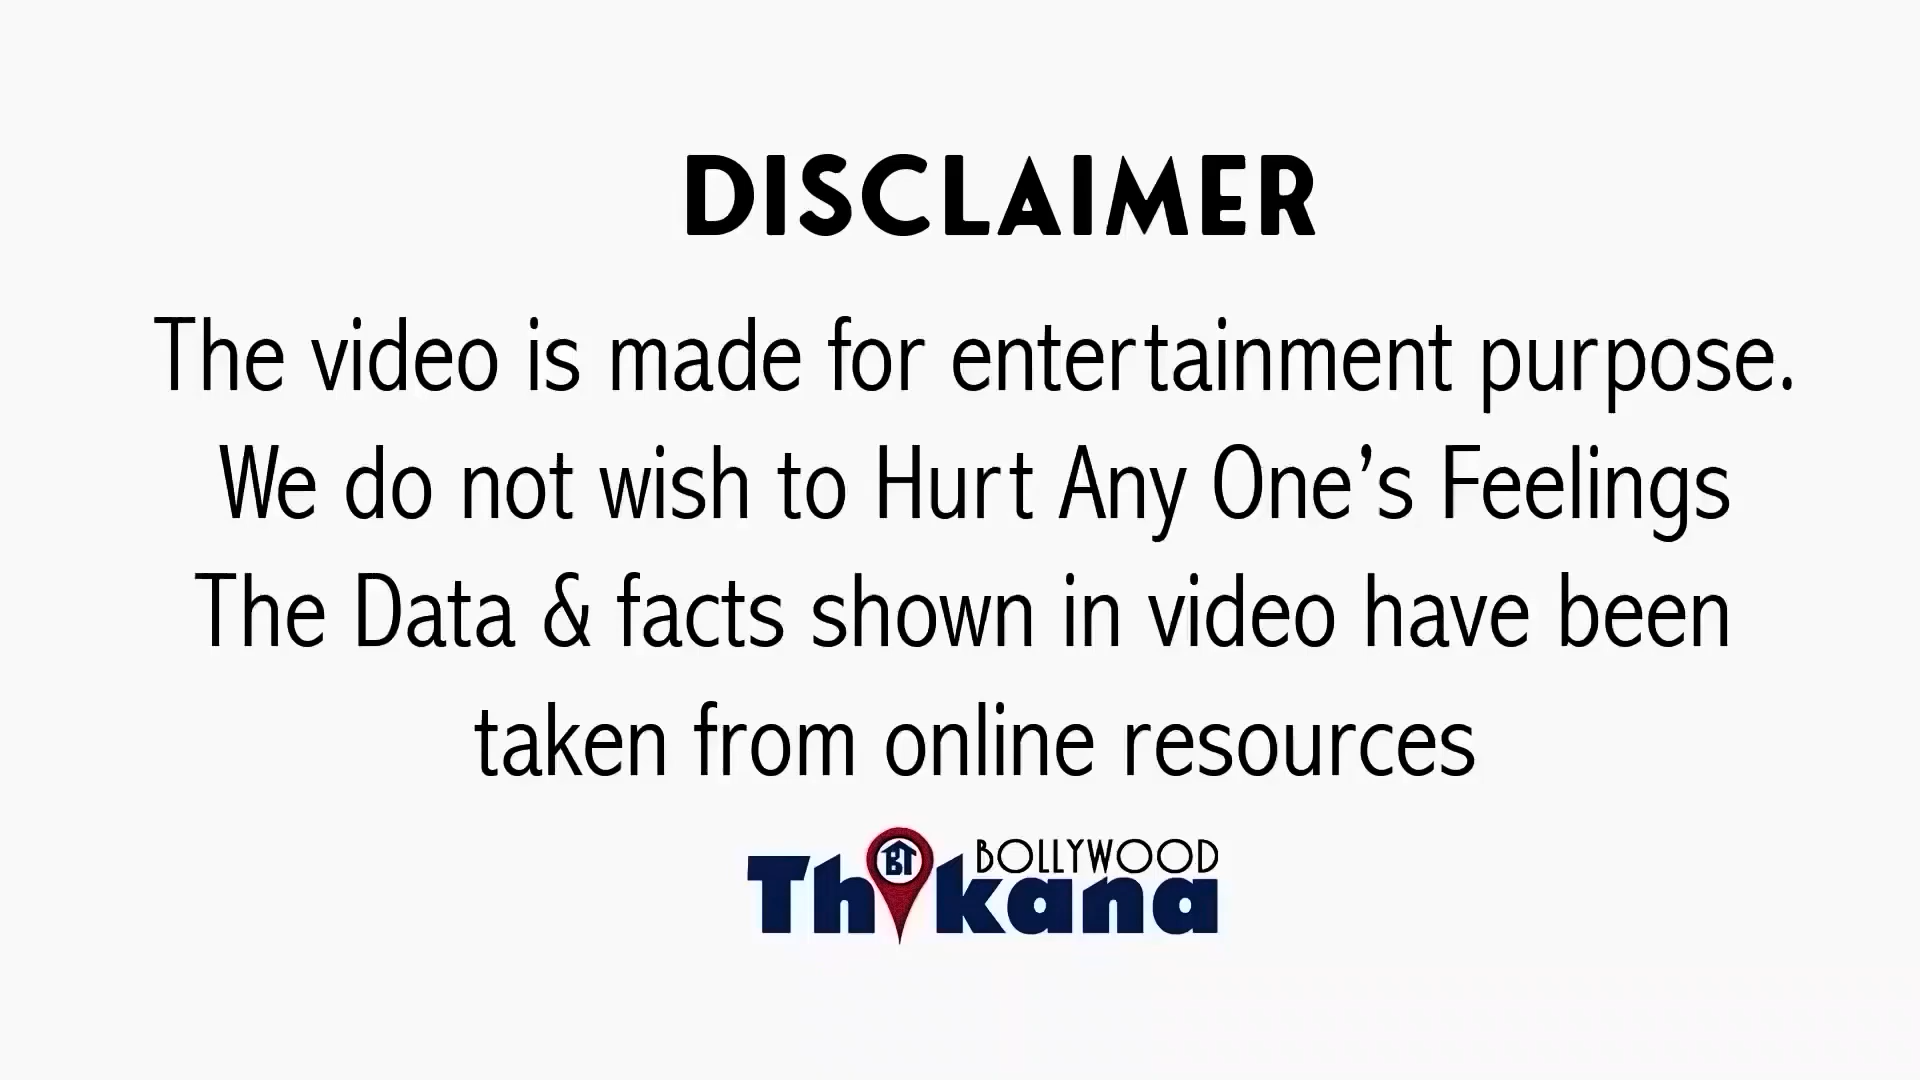 DISCLAIMER
The video is made for entertainment purpose.
We do not wish to Hurt Any One’s Feelings
The Data & facts shown in video have been
taken from online resources
BT
BOLLYWOOD
Thikana